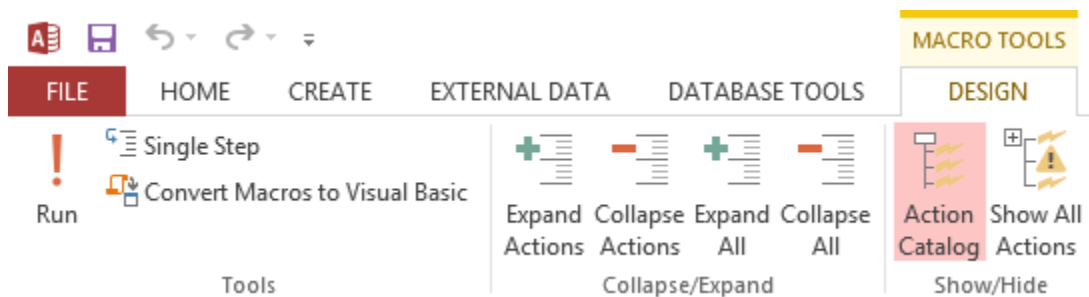 MACRO TOOLS
FILE HOME CREATE EXTERNAL DATA DATABASE TOOLS DESIGN
Single Step
Convert Macros to Visual Basic
Run
Expand Actions
Collapse Actions
Expand All
Collapse All
Action Catalog
Show All Actions
Tools
Collapse/Expand
Show/Hide